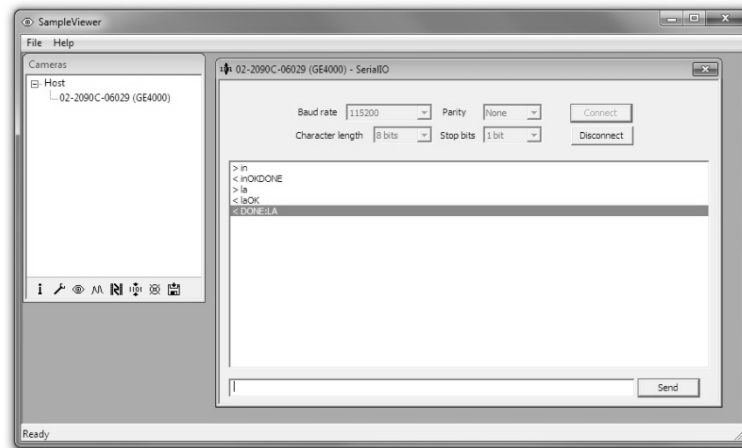 SampleViewer
File Help
Cameras
Host
02-2090C-06029 (GE4000)
02-2090C-06029 (GE4000) - SerialIO
Baud rate 115200 Parity None Connect
Character length 8 bits Stop bits 1 bit Disconnect
> in
< inOKDONE
> la
< laOK
< DONE:LA
Send
Ready